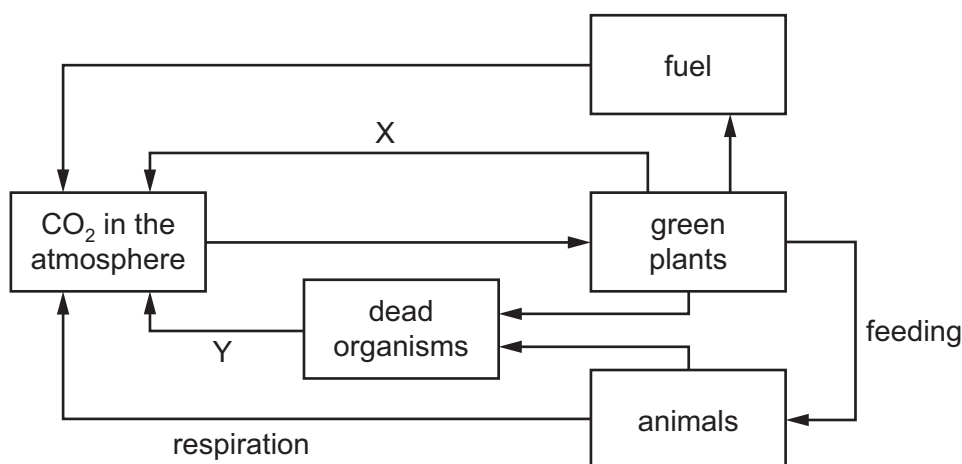 fuel
X
CO₂ in the
atmosphere
green
plants
dead
organisms
feeding
Y
animals
respiration